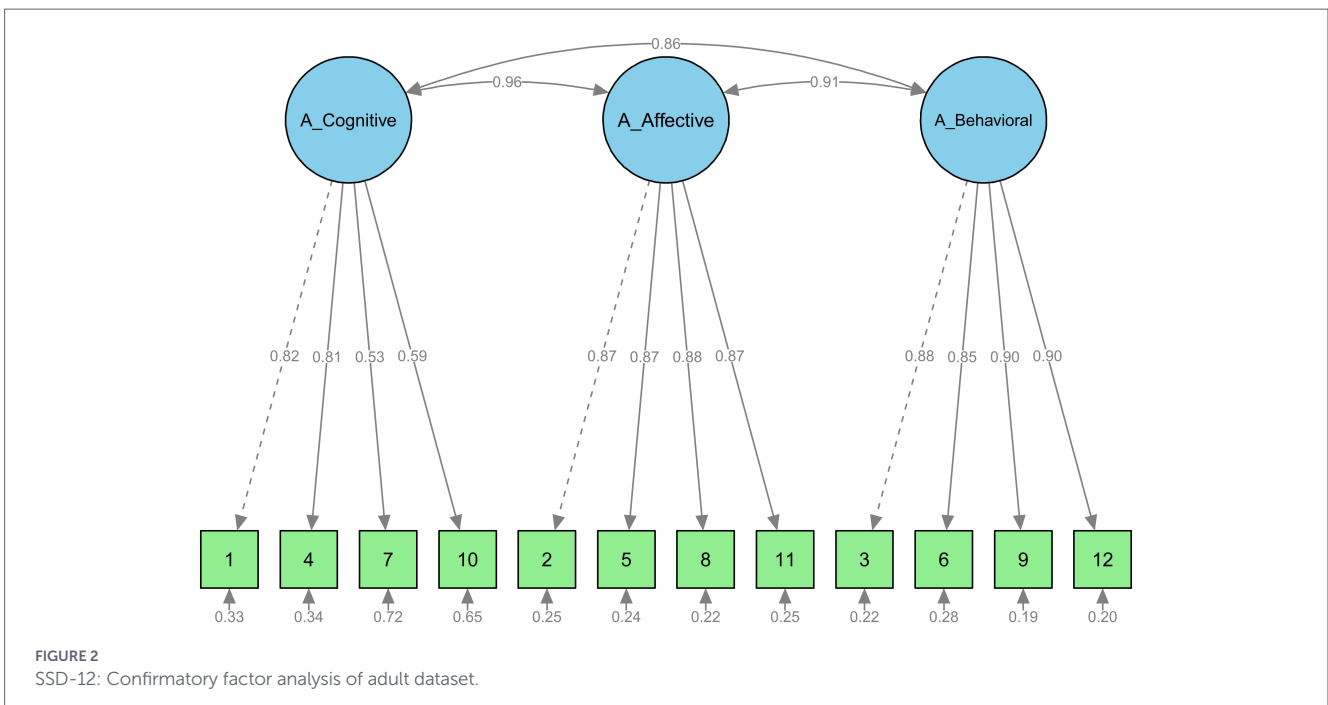 0.86
0.96 0.91
A_Cognitive A_Affective A_Behavioral
0.82 0.81 0.53 0.59 0.87 0.87 0.88 0.87 0.88 0.85 0.90 0.90
1 4 7 10 2 5 8 11 3 6 9 12
0.33 0.34 0.72 0.65 0.25 0.24 0.22 0.25 0.22 0.28 0.19 0.20
FIGURE 2
SSD-12: Confirmatory factor analysis of adult dataset.